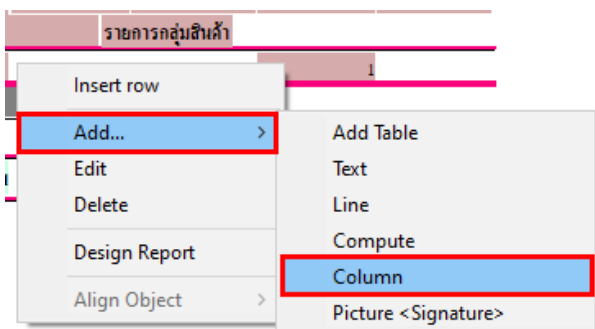 รายการกลุ่มสินค้า
1
Insert row
Add... >
Edit
Delete
Design Report
Align Object >
Add Table
Text
Line
Compute
Column
Picture <Signature>